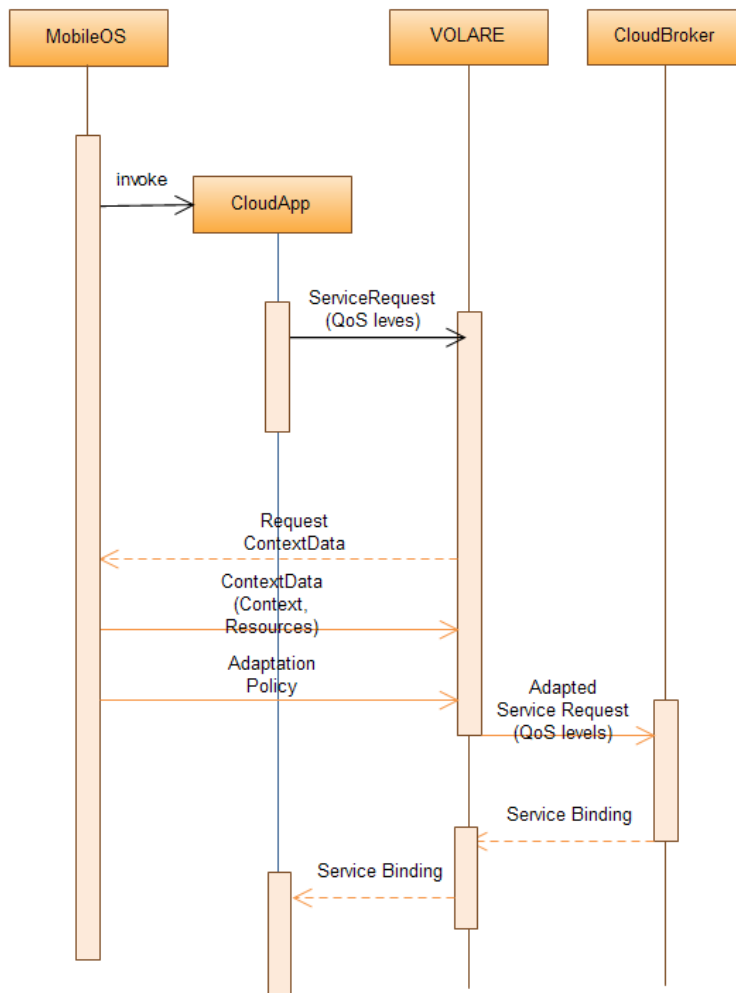 MobileOS
VOLARE
CloudBroker
invoke
CloudApp
ServiceRequest
(QoS leves)
Request
ContextData
ContextData
(Context,
Resources)
Adaptation
Policy
Adapted
Service Request
(QoS levels)
Service Binding
Service Binding